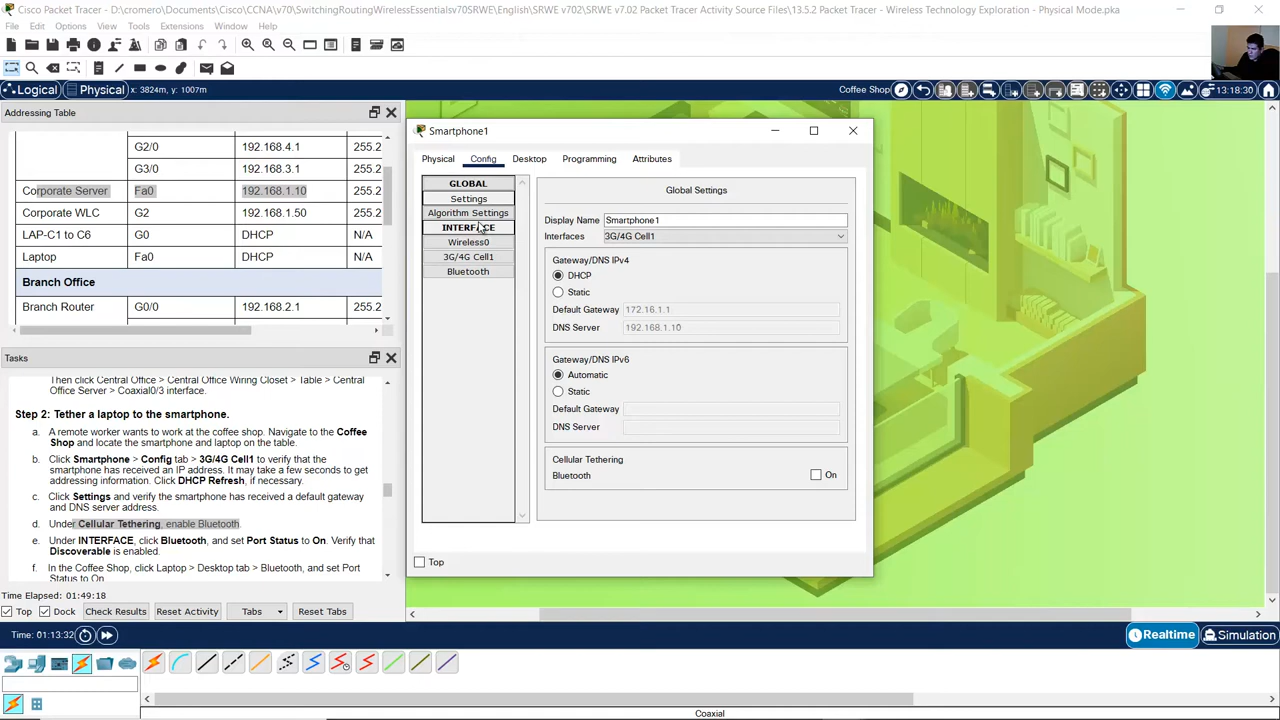 Cisco Packet Tracer - D:\cromero\Documents\Cisco\CCNA\v70\SwitchingRoutingWirelessEssentialsv70SRWE\English\SRWE v702\SRWE v7.02 Packet Tracer Activity Source Files\13.5.2 Packet Tracer - Wireless Technology Exploration - Physical Mode.pka
File Edit Options View Tools Extensions Window Help
Logical Physical x: 3824m, y: 1007m Coffee Shop 13:18:30
Addressing Table
G2/0 192.168.4.1 255.2
G3/0 192.168.3.1 255.2
Corporate Server Fa0 192.168.1.10 255.2
Corporate WLC G2 192.168.1.50 255.2
LAP-C1 to C6 G0 DHCP N/A
Laptop Fa0 DHCP N/A
Branch Office
Branch Router G0/0 192.168.2.1 255.2
Tasks
Then click Central Office > Central Office Wiring Closet > Table > Central
Office Server > Coaxial0/3 interface.
Step 2: Tether a laptop to the smartphone.
a. A remote worker wants to work at the coffee shop. Navigate to the Coffee
Shop and locate the smartphone and laptop on the table.
b. Click Smartphone > Config tab > 3G/4G Cell1 to verify that the
smartphone has received an IP address. It may take a few seconds to get
addressing information. Click DHCP Refresh, if necessary.
c. Click Settings and verify the smartphone has received a default gateway
and DNS server address.
d. Under Cellular Tethering, enable Bluetooth.
e. Under INTERFACE, click Bluetooth, and set Port Status to On. Verify that
Discoverable is enabled.
f. In the Coffee Shop, click Laptop > Desktop tab > Bluetooth, and set Port
Status to On
Time Elapsed: 01:49:18
Top Dock Check Results Reset Activity Tabs Reset Tabs
Time: 01:13:32
Realtime Simulation
Coaxial
Smartphone1
Physical Config Desktop Programming Attributes
GLOBAL
Settings
Algorithm Settings
INTERFACE
Wireless0
3G/4G Cell1
Bluetooth
Global Settings
Display Name Smartphone1
Interfaces 3G/4G Cell1
Gateway/DNS IPv4
DHCP
Static
Default Gateway 172.16.1.1
DNS Server 192.168.1.10
Gateway/DNS IPv6
Automatic
Static
Default Gateway
DNS Server
Cellular Tethering
Bluetooth On
Top